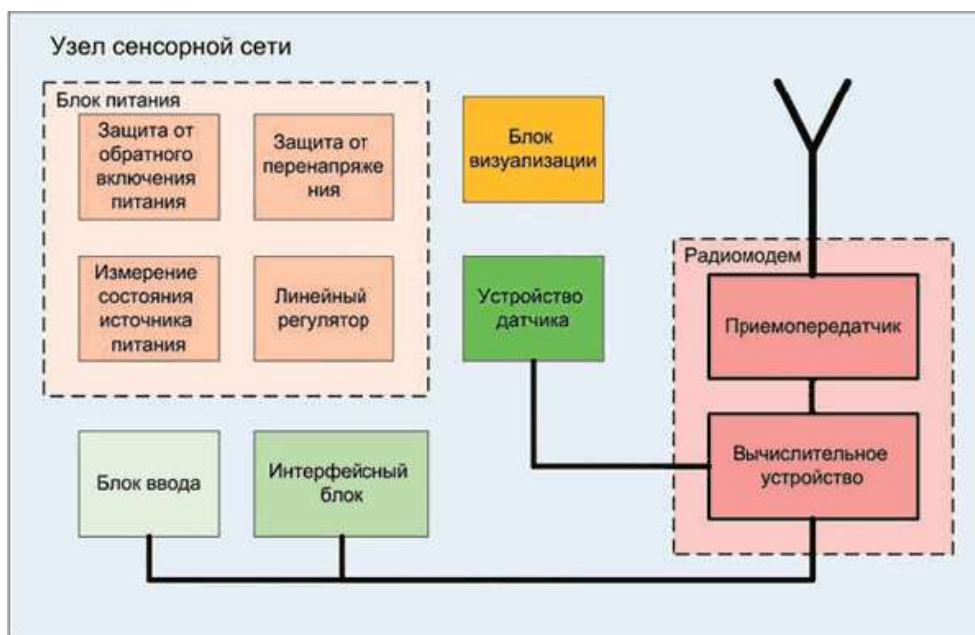 Узел сенсорной сети
Блок питания
Защита от
обратного
включения
питания
Защита от
перенапряже
ния
Измерение
состояния
источника
питания
Линейный
регулятор
Блок
визуализации
Устройство
датчика
Радиомодем
Приемопередатчик
Вычислительное
устройство
Блок ввода
Интерфейсный
блок